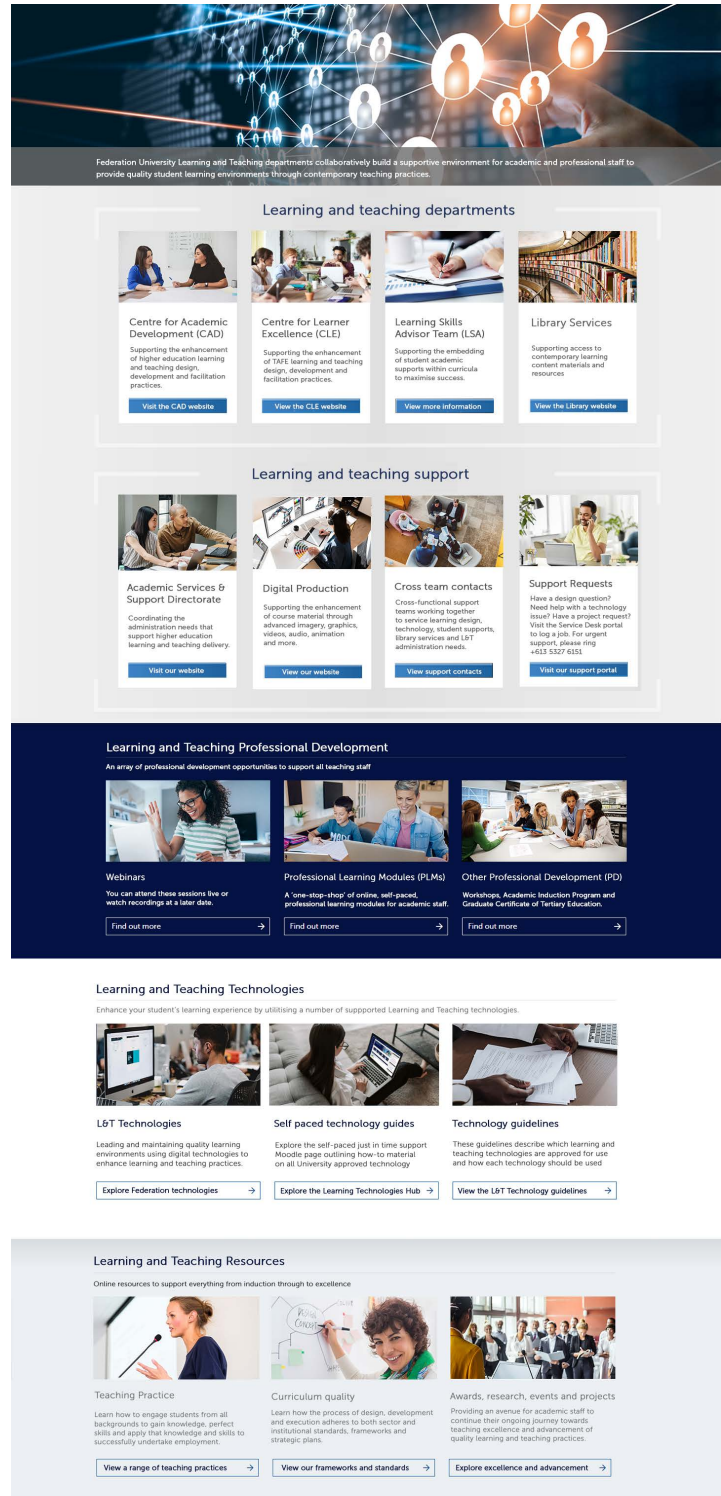 Federation University Learning and Teaching departments collaboratively build a supportive environment for academic and professional staff to
provide quality student learning environments through contemporary teaching practices.
Learning and teaching departments
Centre for Academic
Development (CAD)
Supporting the enhancement
of higher education learning
and teaching design,
development and facilitation
practices.
Visit the CAD website
Centre for Learner
Excellence (CLE)
Supporting the enhancement
of TAFE learning and teaching
design, development and
facilitation practices.
View the CLE website
Learning Skills
Advisor Team (LSA)
Supporting the embedding
of student academic
supports within curricula
to maximise success.
View more information
Library Services
Supporting access to
contemporary learning
content materials and
resources
View the Library website
Learning and teaching support
Academic Services &
Support Directorate
Coordinating the
administration needs that
support higher education
learning and teaching delivery.
Visit our website
Digital Production
Supporting the enhancement
of course material through
advanced imagery, graphics,
videos, audio, animation
and more.
View our website
Cross team contacts
Cross-functional support
teams working together
to service learning design,
technology, student supports,
library services and L&T
administration needs.
View support contacts
Support Requests
Have a design question?
Need help with a technology
issue? Have a project request?
Visit the Service Desk portal
to log a job. For urgent
support, please ring
+613 5327 6151
Visit our support portal
Learning and Teaching Professional Development
An array of professional development opportunities to support all teaching staff
Webinars
You can attend these sessions live or
watch recordings at a later date.
Find out more
Professional Learning Modules (PLMs)
A 'one-stop-shop' of online, self-paced,
professional learning modules for academic staff.
Find out more
Other Professional Development (PD)
Workshops, Academic Induction Program and
Graduate Certificate of Tertiary Education.
Find out more
Learning and Teaching Technologies
Enhance your student's learning experience by utilitising a number of suppported Learning and Teaching technologies.
L&T Technologies
Leading and maintaining quality learning
environments using digital technologies to
enhance learning and teaching practices.
Explore Federation technologies
Self paced technology guides
Explore the self-paced just in time support
Moodle page outlining how-to material
on all University approved technology
Explore the Learning Technologies Hub
Technology guidelines
These guidelines describe which learning and
teaching technologies are approved for use
and how each technology should be used
View the L&T Technology guidelines
Learning and Teaching Resources
Online resources to support everything from induction through to excellence
Teaching Practice
Learn how to engage students from all
backgrounds to gain knowledge, perfect
skills and apply that knowledge and skills to
successfully undertake employment.
View a range of teaching practices
Curriculum quality
Learn how the process of design, development
and execution adheres to both sector and
institutional standards, frameworks and
strategic plans.
View our frameworks and standards
Awards, research, events and projects
Providing an avenue for academic staff to
continue their ongoing journey towards
teaching excellence and advancement of
quality learning and teaching practices.
Explore excellence and advancement